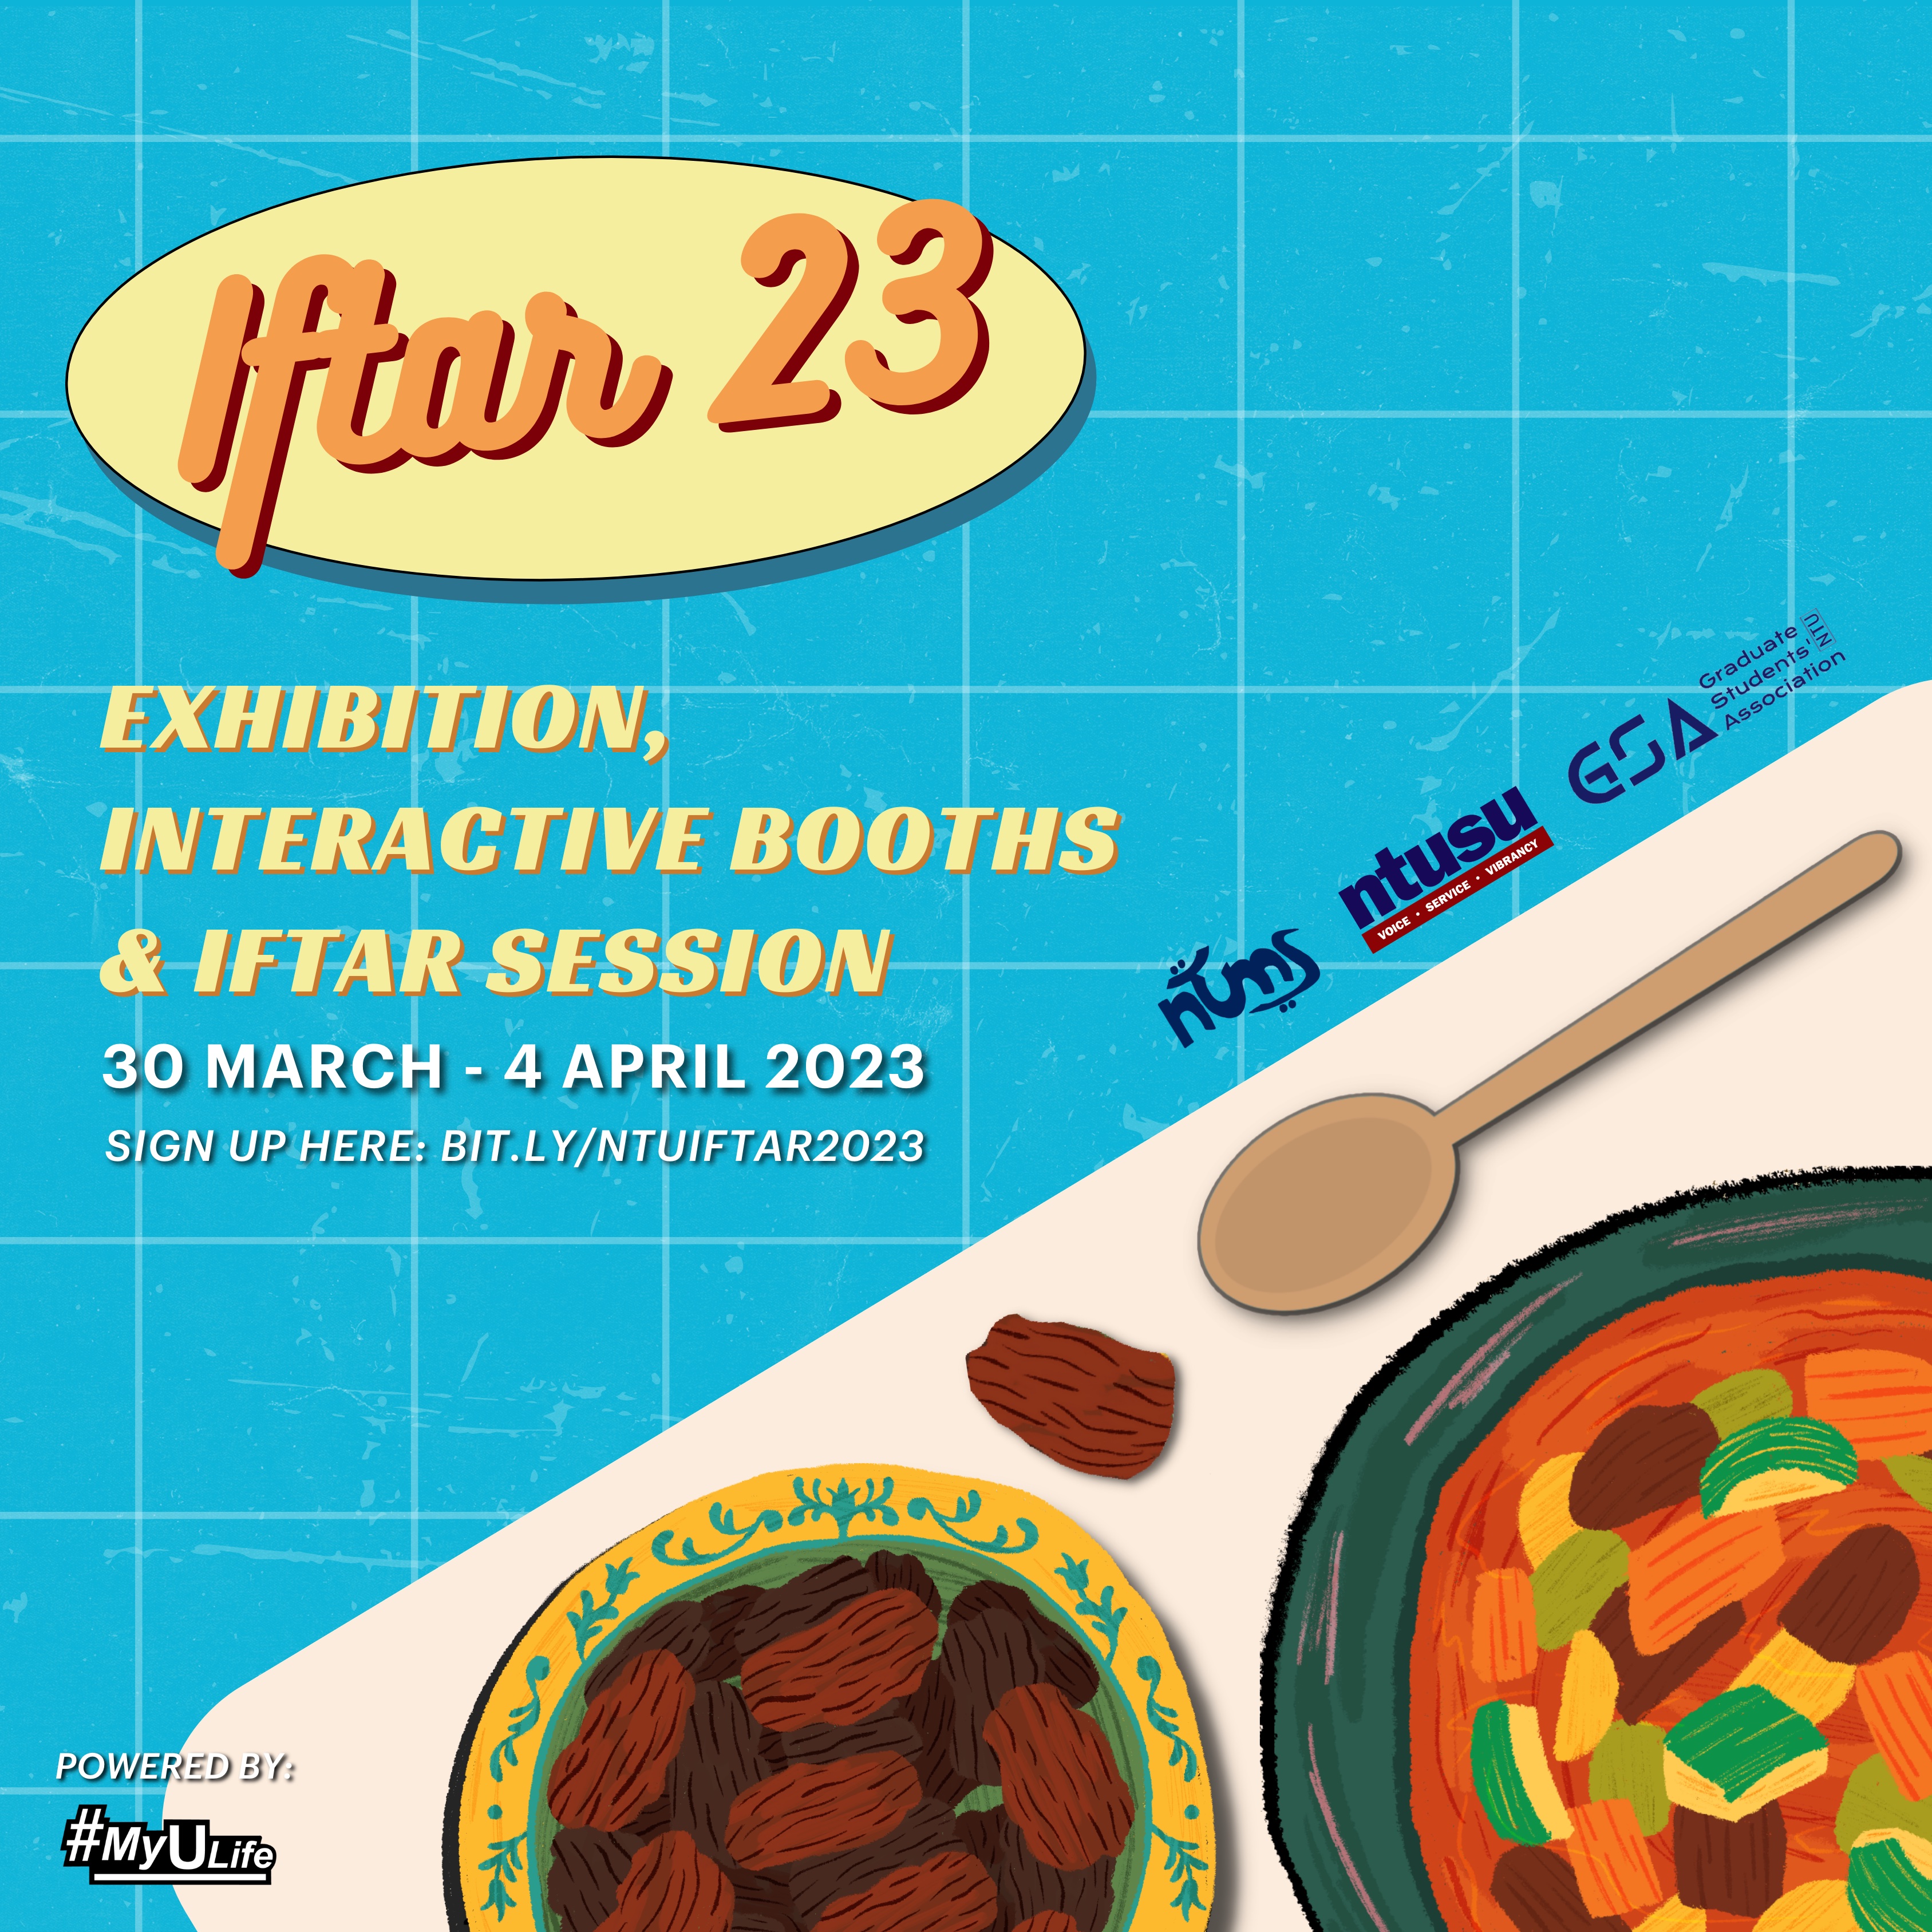 Iftar 23
EXHIBITION,
INTERACTIVE BOOTHS
& IFTAR SESSION
30 MARCH - 4 APRIL 2023
SIGN UP HERE: BIT.LY/NTUIFTAR2023
nums
ntusu
VOICE • SERVICE • VIBRANCY
GSA
Graduate
Students'
Association
NTU
POWERED BY:
#MyULife